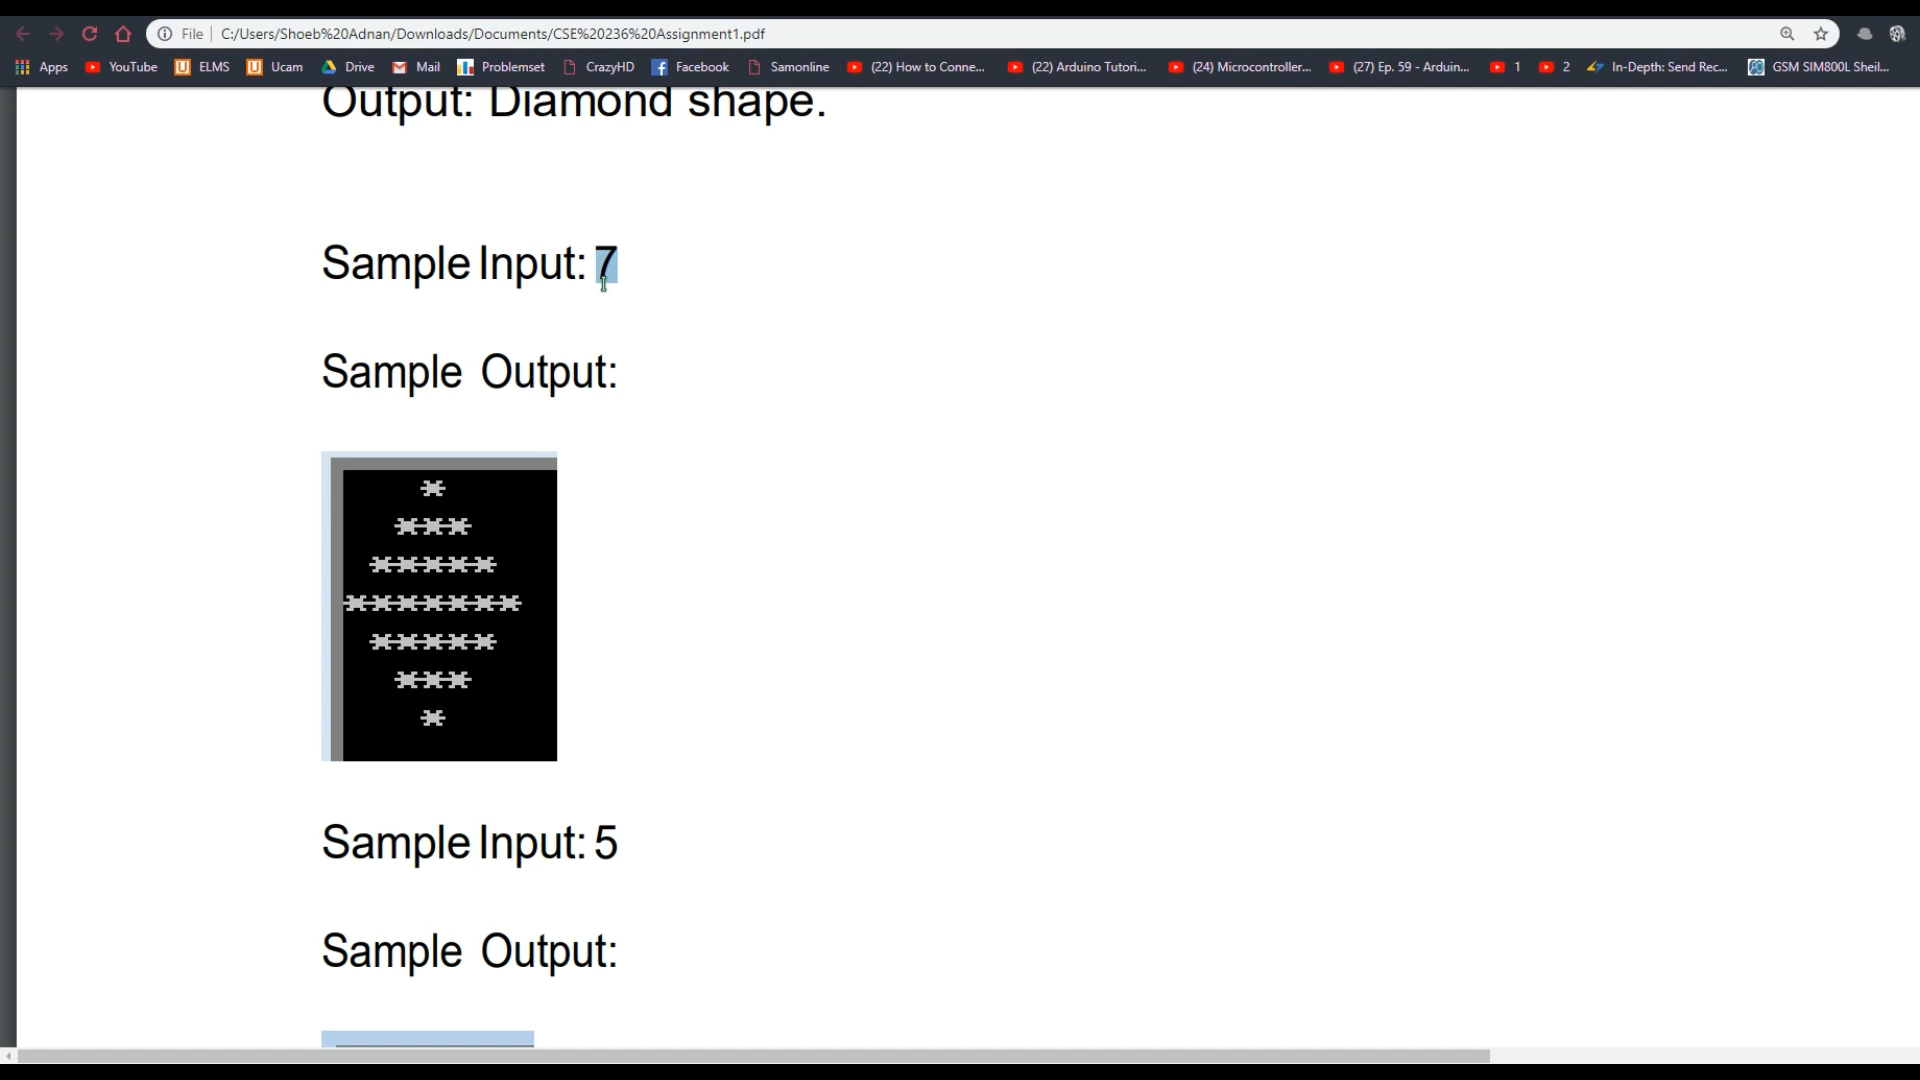 File C:/Users/Shoeb%20Adnan/Downloads/Documents/CSE%20236%20Assignment1.pdf
Apps YouTube ELMS Ucam Drive Mail Problemset CrazyHD Facebook Samonline (22) How to Conne... (22) Arduino Tutori... (24) Microcontroller... (27) Ep. 59 - Arduin... 1 2 In-Depth: Send Rec... GSM SIM800L Sheil...
Output: Diamond shape.
Sample Input: 7
Sample Output:
*
***
*****
*******
*****
***
*
Sample Input: 5
Sample Output: